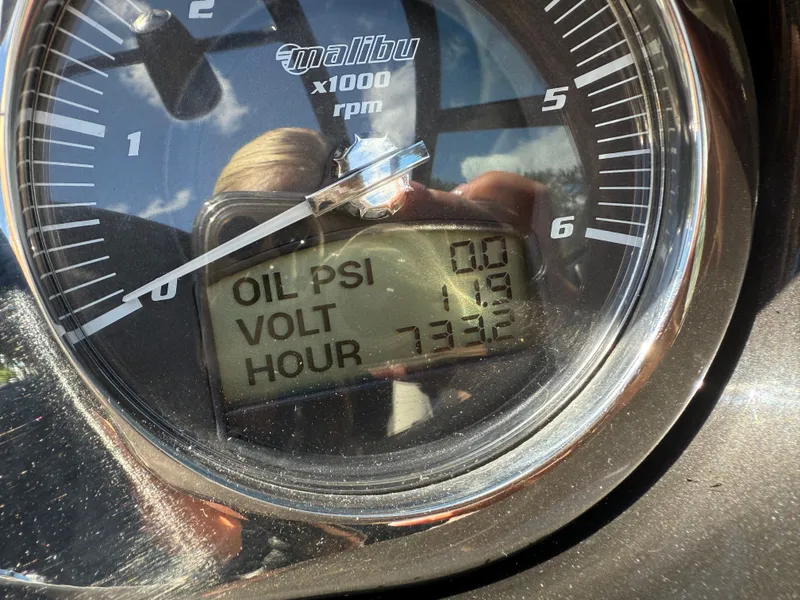 2
malibu
x1000
rpm
5
1
6
0
OIL PSI 0.0
VOLT 11.9
HOUR 733.2